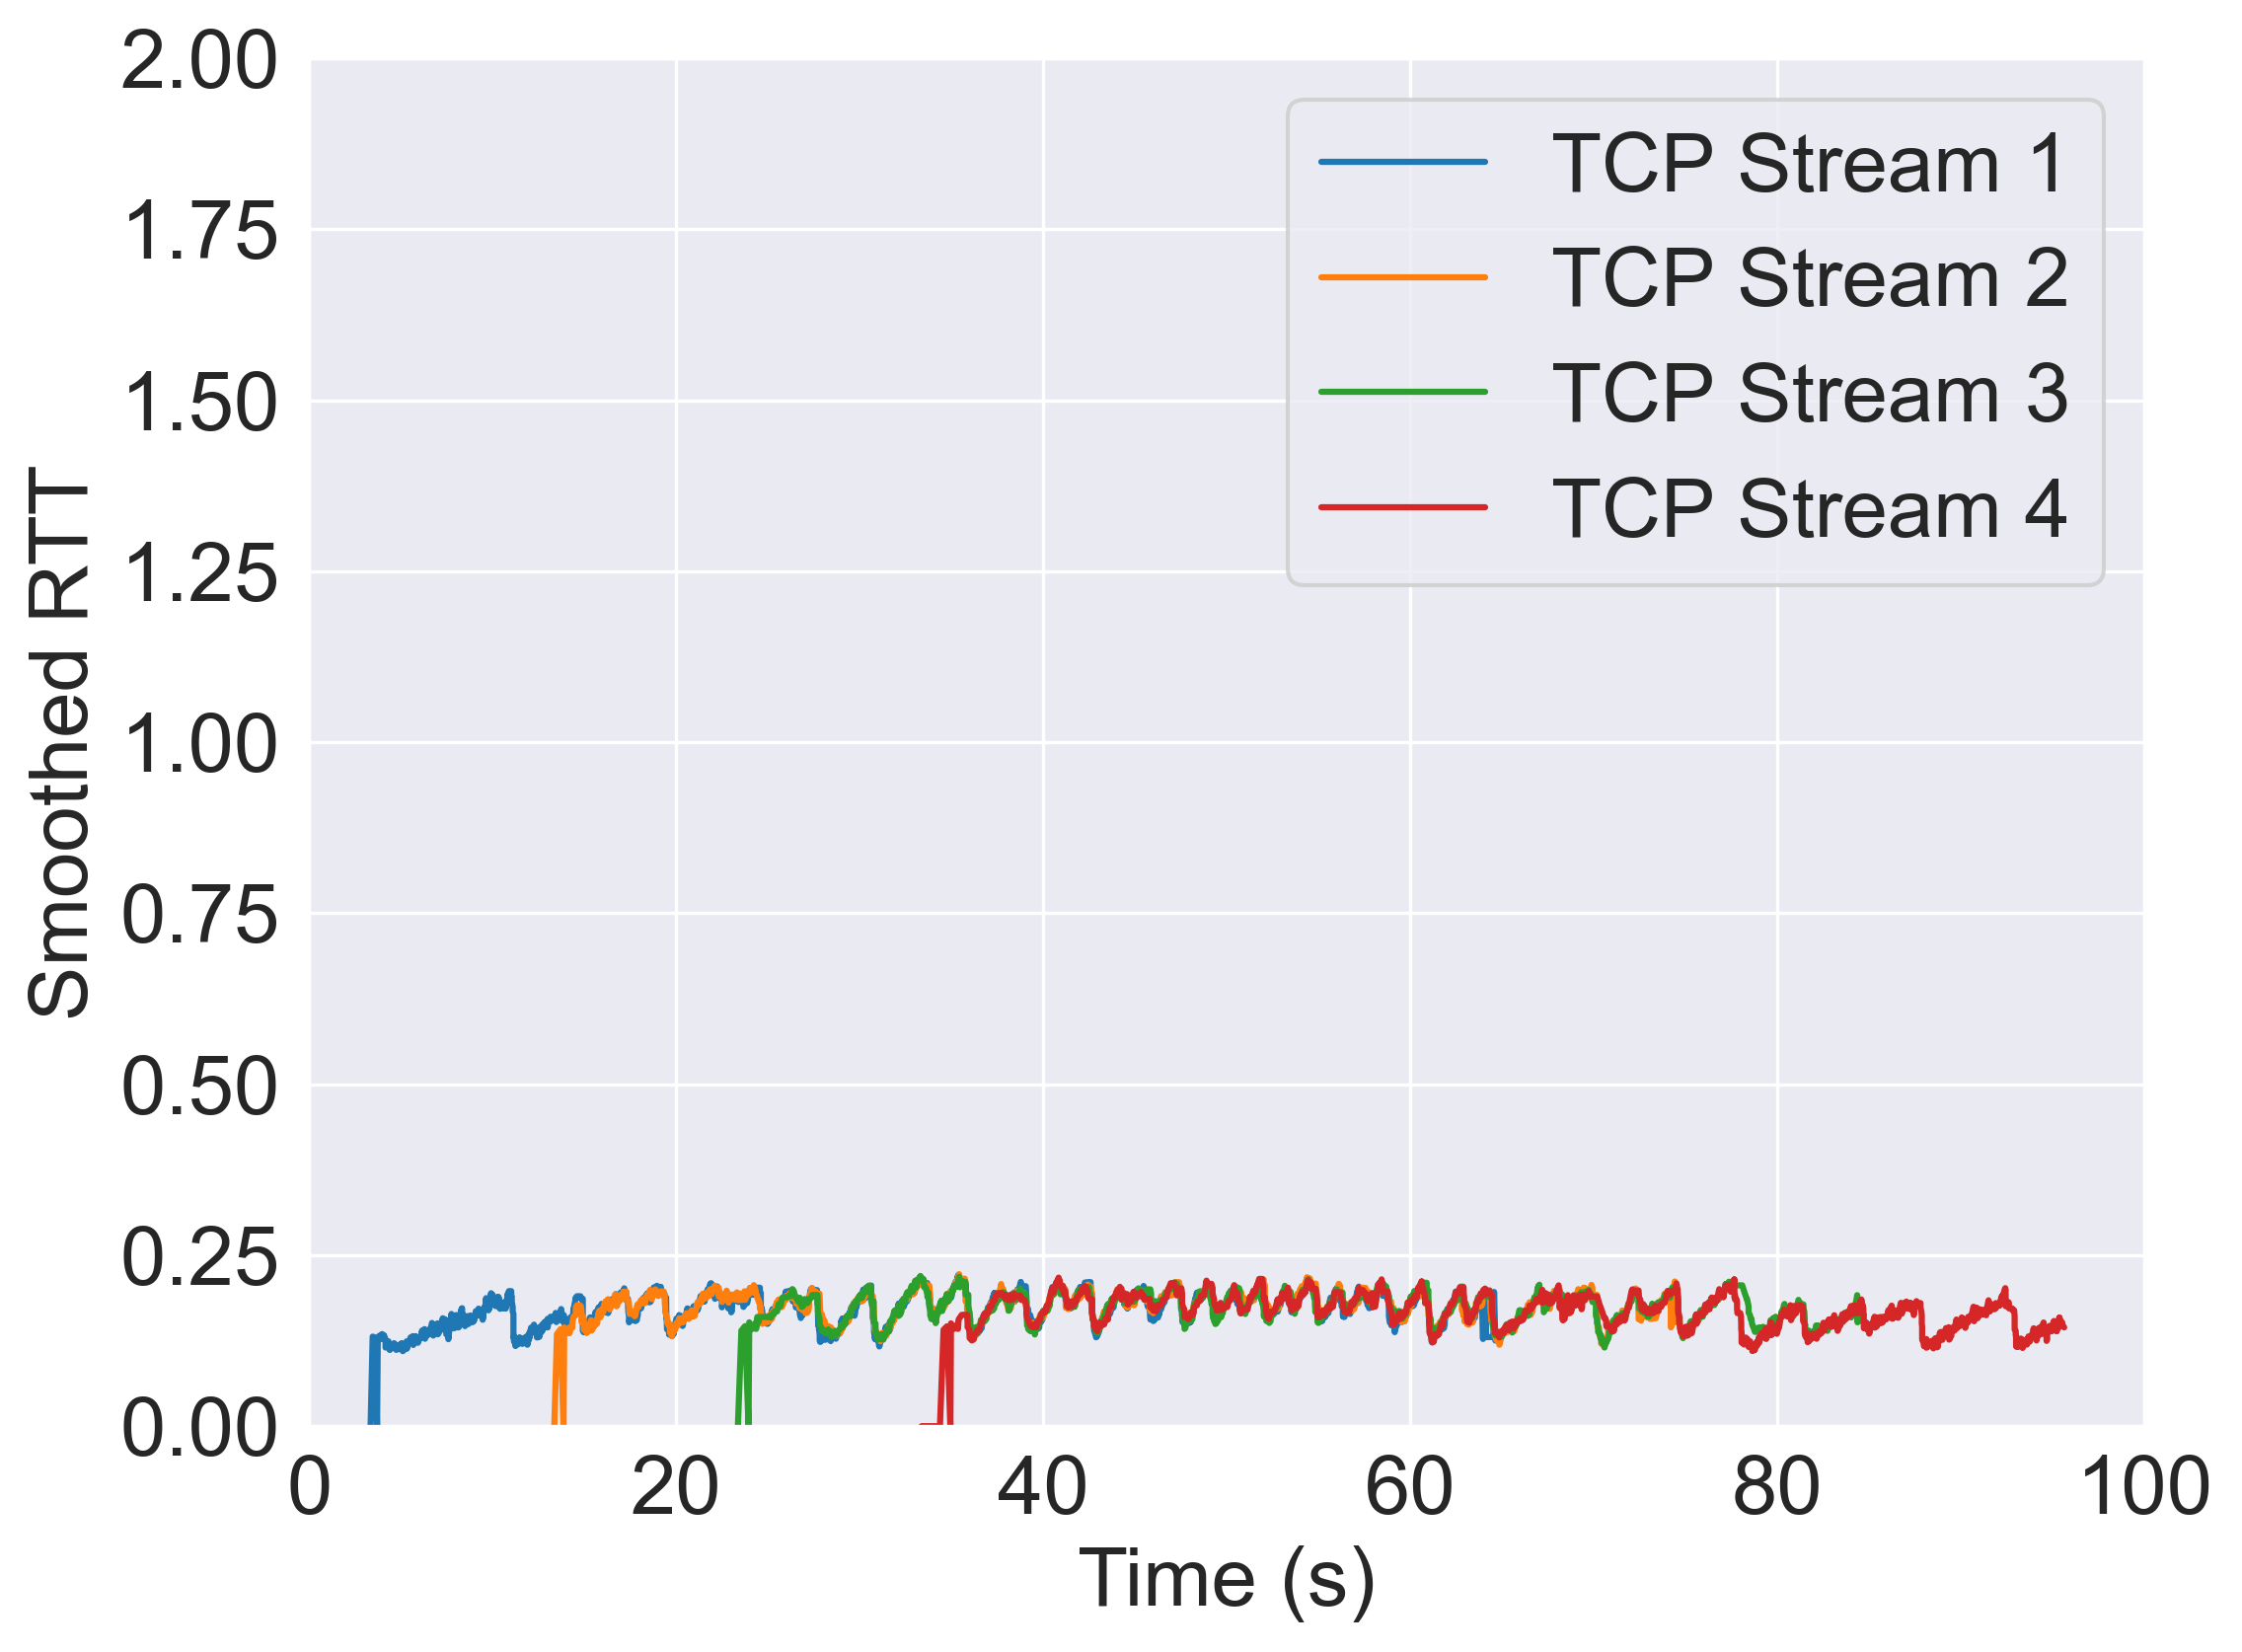 2.00
1.75
1.50
1.25
1.00
0.75
0.50
0.25
0.00
Smoothed RTT
TCP Stream 1
TCP Stream 2
TCP Stream 3
TCP Stream 4
0 20 40 60 80 100
Time (s)